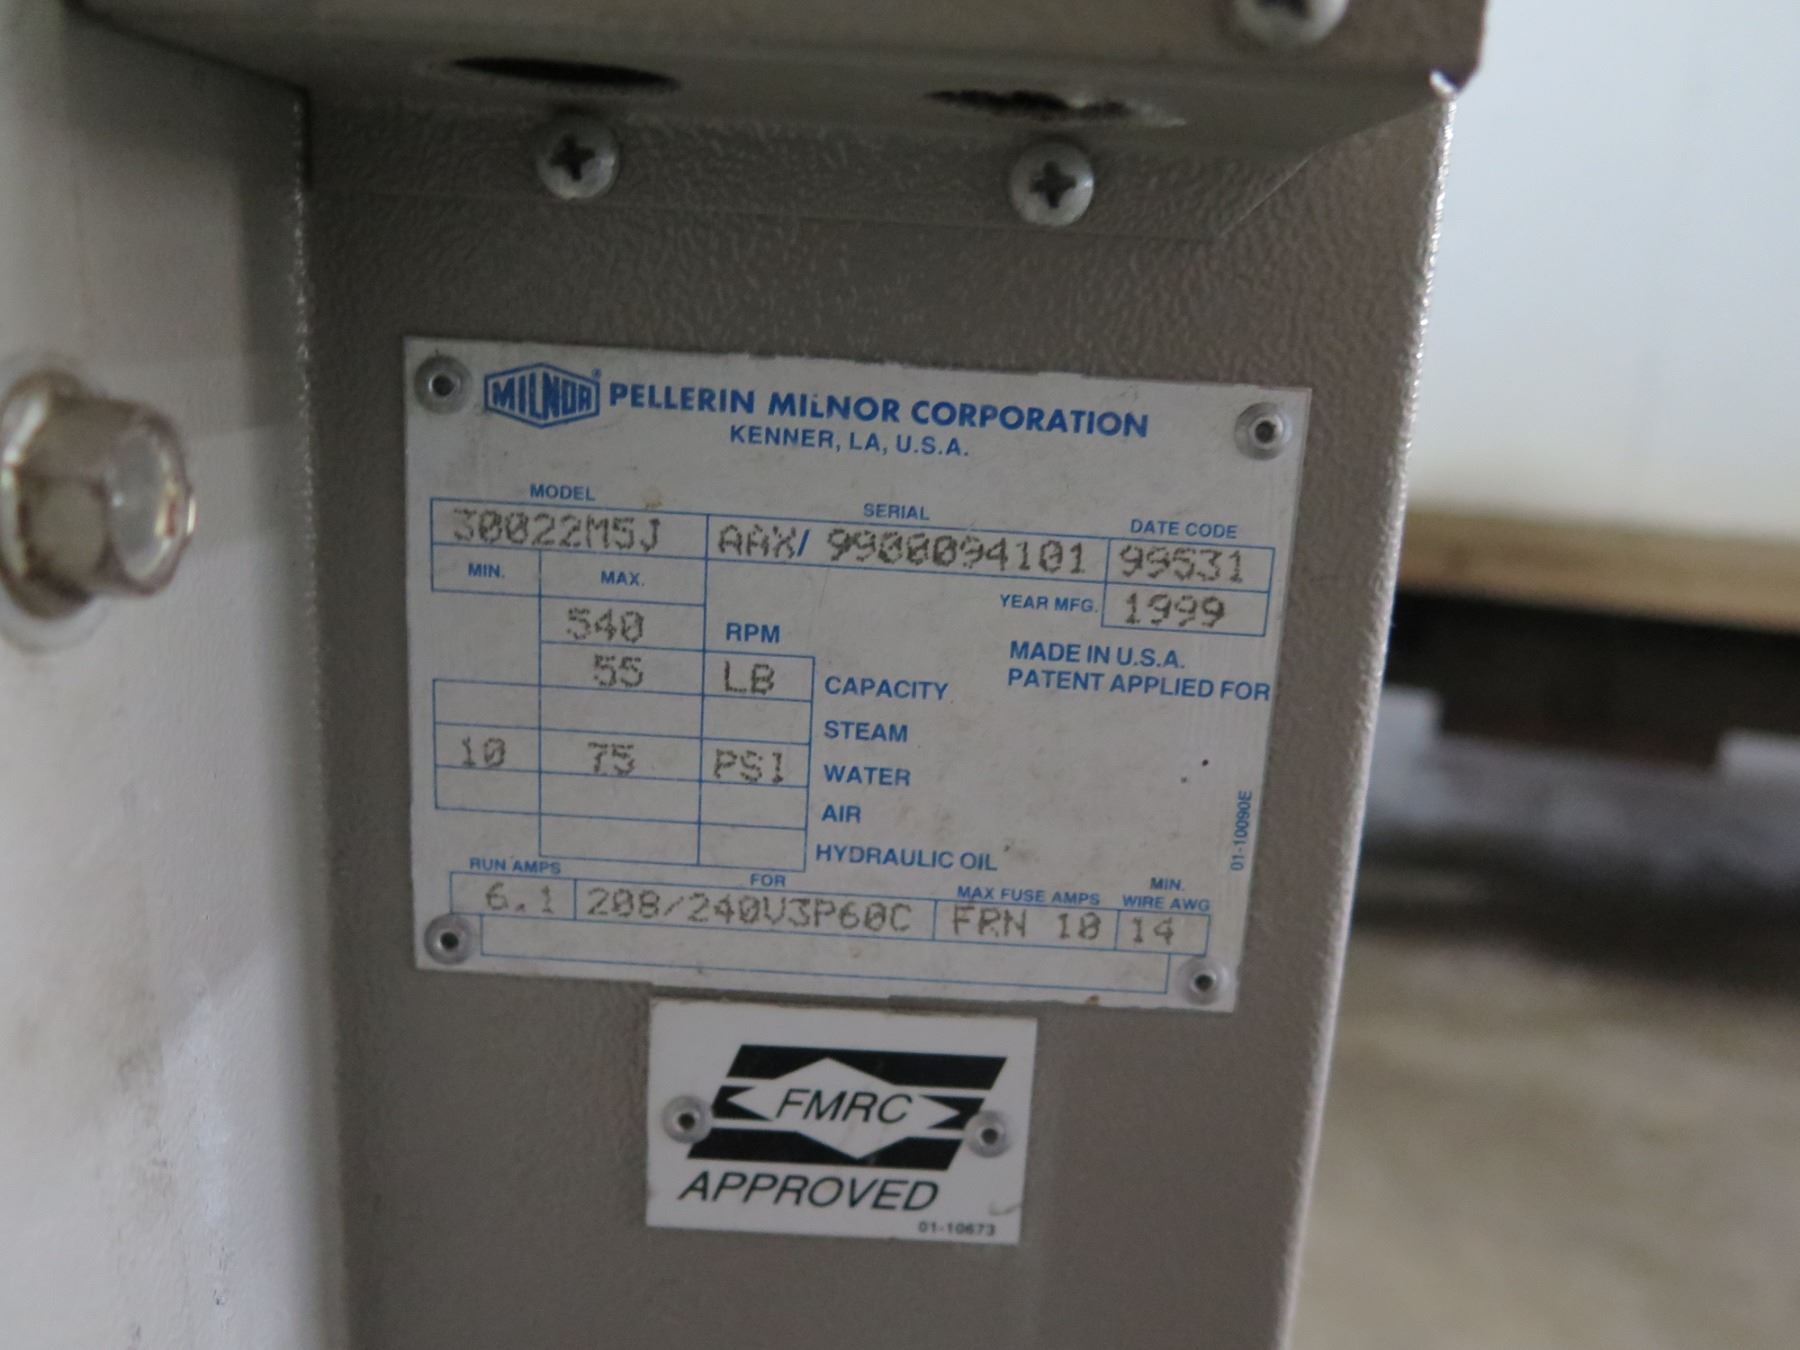 MILNOR® PELLERIN MILNOR CORPORATION
KENNER, LA, U.S.A.
MODEL SERIAL DATE CODE
30022M5J AAX/ 9900094101 99531
MIN. MAX. YEAR MFG. 1999
540 RPM
MADE IN U.S.A.
55 LB CAPACITY
PATENT APPLIED FOR
STEAM
10 75 PSI WATER
AIR
HYDRAULIC OIL
01-10090E
RUN AMPS FOR MAX FUSE AMPS MIN. WIRE AWG
6.1 208/240V3P60C FRN 10 14
FMRC
APPROVED
01-10673